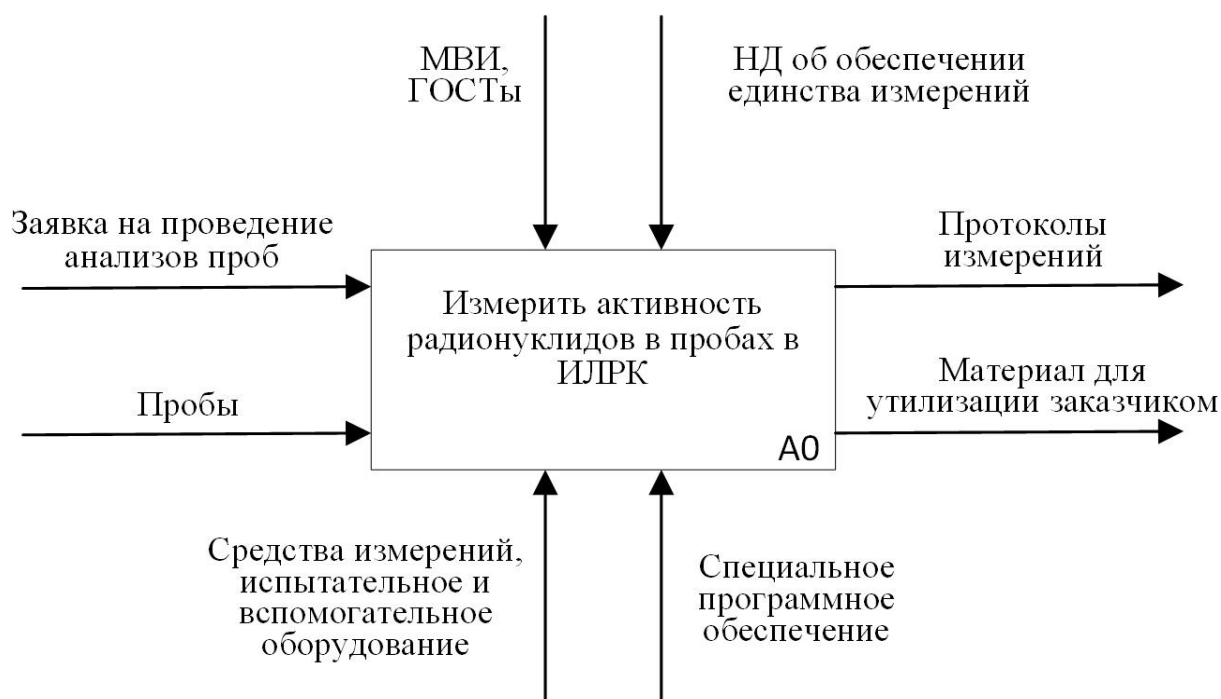 МВИ,
ГОСТы
НД об обеспечении
единства измерений
Заявка на проведение
анализов проб
Протоколы
измерений
Измерить активность
радионуклидов в пробах в
ИЛРК
Пробы
Материал для
утилизации заказчиком
A0
Средства измерений,
испытательное и
вспомогательное
оборудование
Специальное
программное
обеспечение